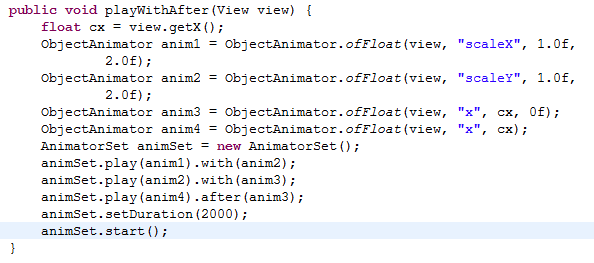 public void playWithAfter(View view) {
    float cx = view.getX();
    ObjectAnimator anim1 = ObjectAnimator.ofFloat(view, "scaleX", 1.0f,
            2.0f);
    ObjectAnimator anim2 = ObjectAnimator.ofFloat(view, "scaleY", 1.0f,
            2.0f);
    ObjectAnimator anim3 = ObjectAnimator.ofFloat(view, "x", cx, 0f);
    ObjectAnimator anim4 = ObjectAnimator.ofFloat(view, "x", cx);
    AnimatorSet animSet = new AnimatorSet();
    animSet.play(anim1).with(anim2);
    animSet.play(anim2).with(anim3);
    animSet.play(anim4).after(anim3);
    animSet.setDuration(2000);
    animSet.start();
}